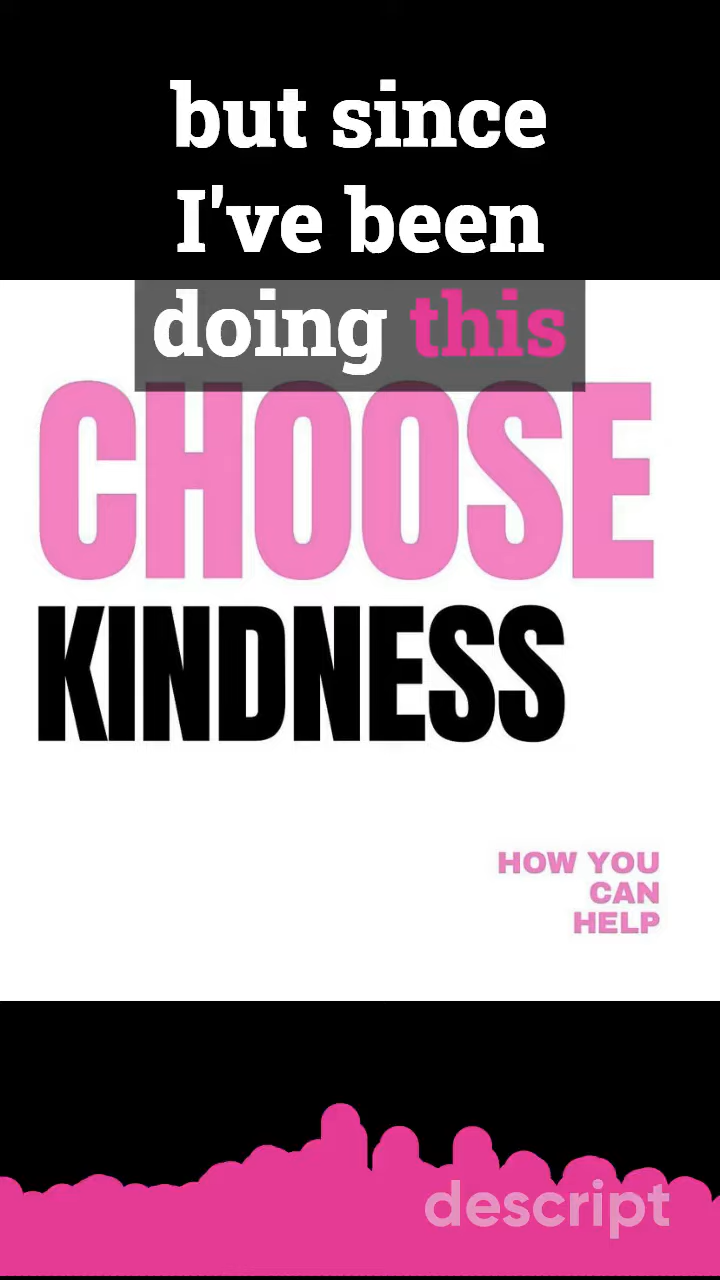 but since
I've been
doing this
CHOOSE
KINDNESS
HOW YOU
CAN
HELP
descript